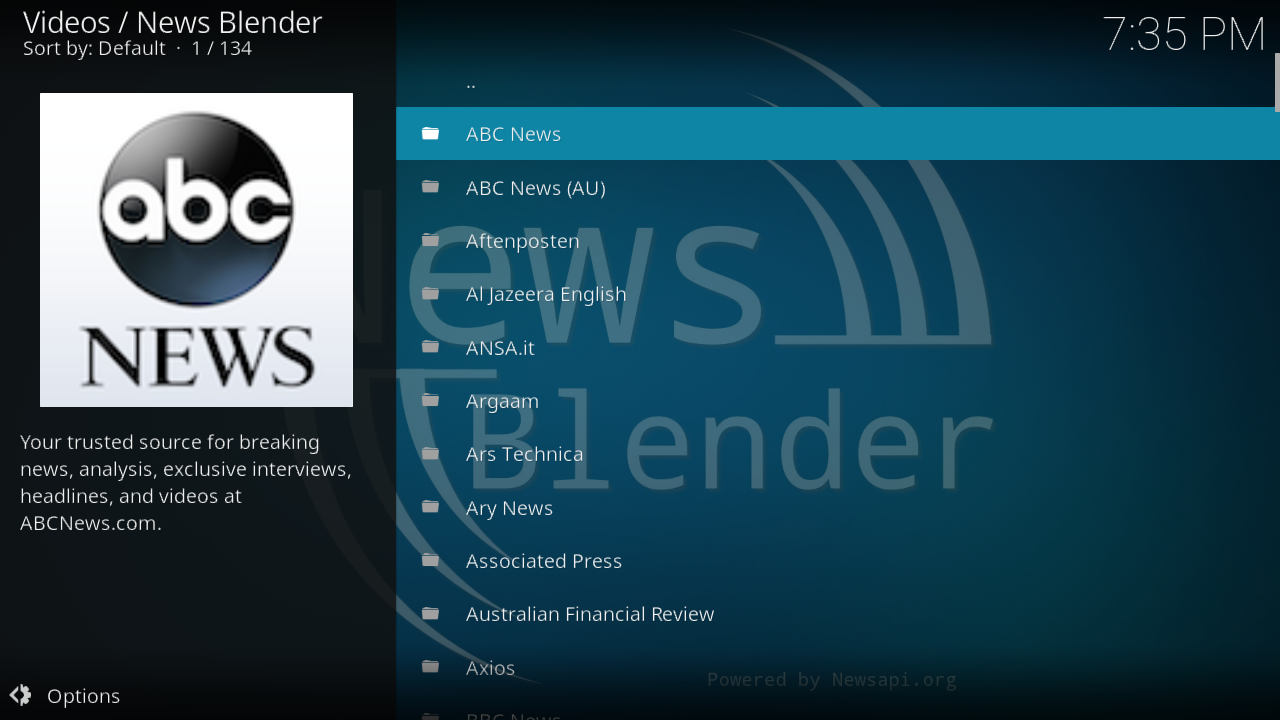 Videos / News Blender
Sort by: Default · 1 / 134
7:35 PM
abc
NEWS
Your trusted source for breaking
news, analysis, exclusive interviews,
headlines, and videos at
ABCNews.com.
..
ABC News
ABC News (AU)
Aftenposten
Al Jazeera English
ANSA.it
Argaam
Ars Technica
Ary News
Associated Press
Australian Financial Review
Axios
BBC News
News
Blender
Powered by Newsapi.org
Options